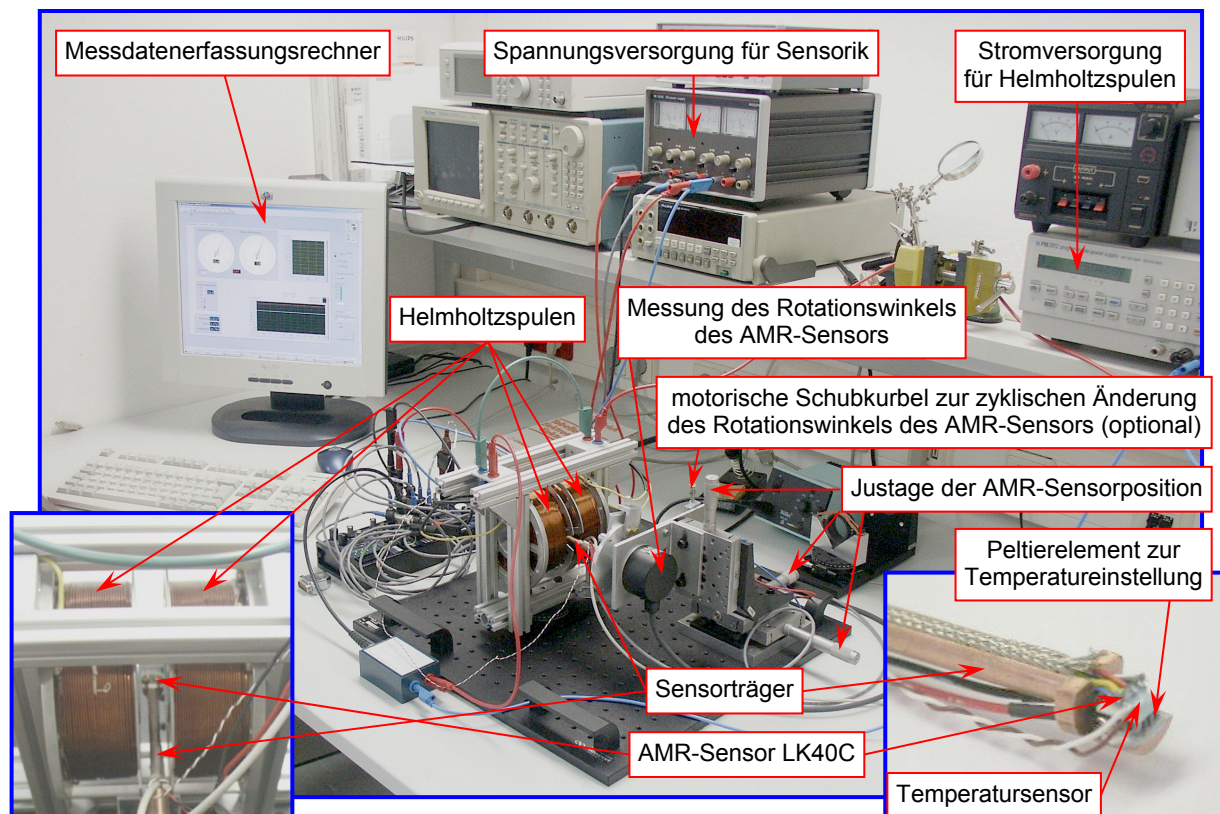 Messdatenerfassungsrechner
Spannungsversorgung für Sensorik
Stromversorgung
für Helmholtzspulen
Helmholtzspulen
Messung des Rotationswinkels
des AMR-Sensors
motorische Schubkurbel zur zyklischen Änderung
des Rotationswinkels des AMR-Sensors (optional)
Justage der AMR-Sensorposition
Peltierelement zur
Temperatureinstellung
Sensorträger
AMR-Sensor LK40C
Temperatursensor